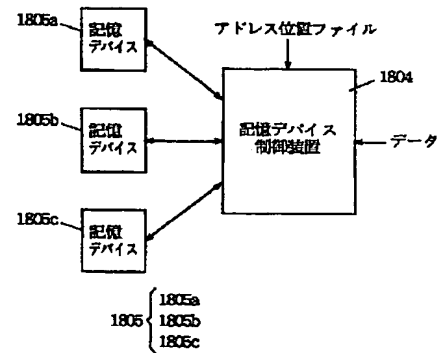 1805a
記憶
デバイス
アドレス位置ファイル
1804
1805b
記憶
デバイス
記憶デバイス
制御装置
データ
1805c
記憶
デバイス
1805
1805a
1805b
1805c